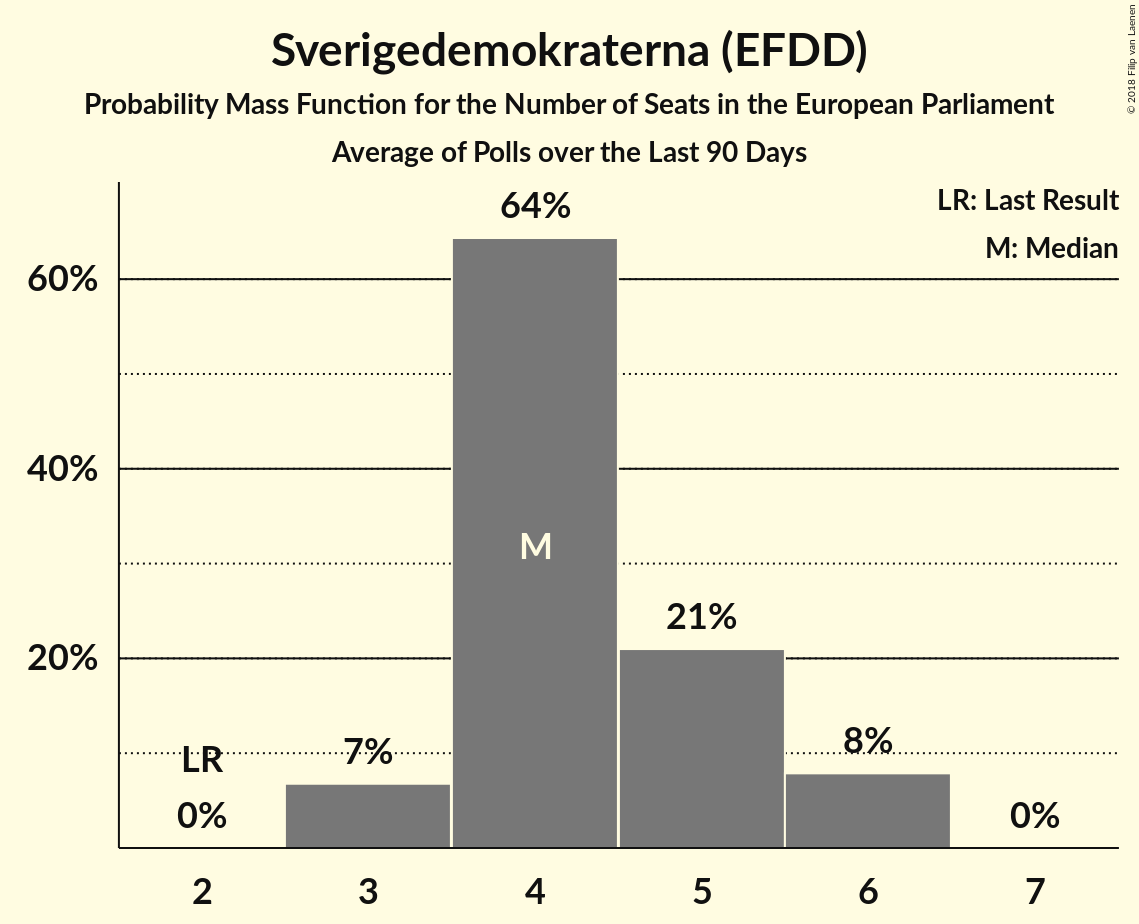 Sverigedemokraterna (EFDD)
Probability Mass Function for the Number of Seats in the European Parliament
Average of Polls over the Last 90 Days
© 2018 Filip van Laenen
LR: Last Result
M: Median
60%
40%
20%
LR
0%
7%
64%
M
21%
8%
0%
2 3 4 5 6 7